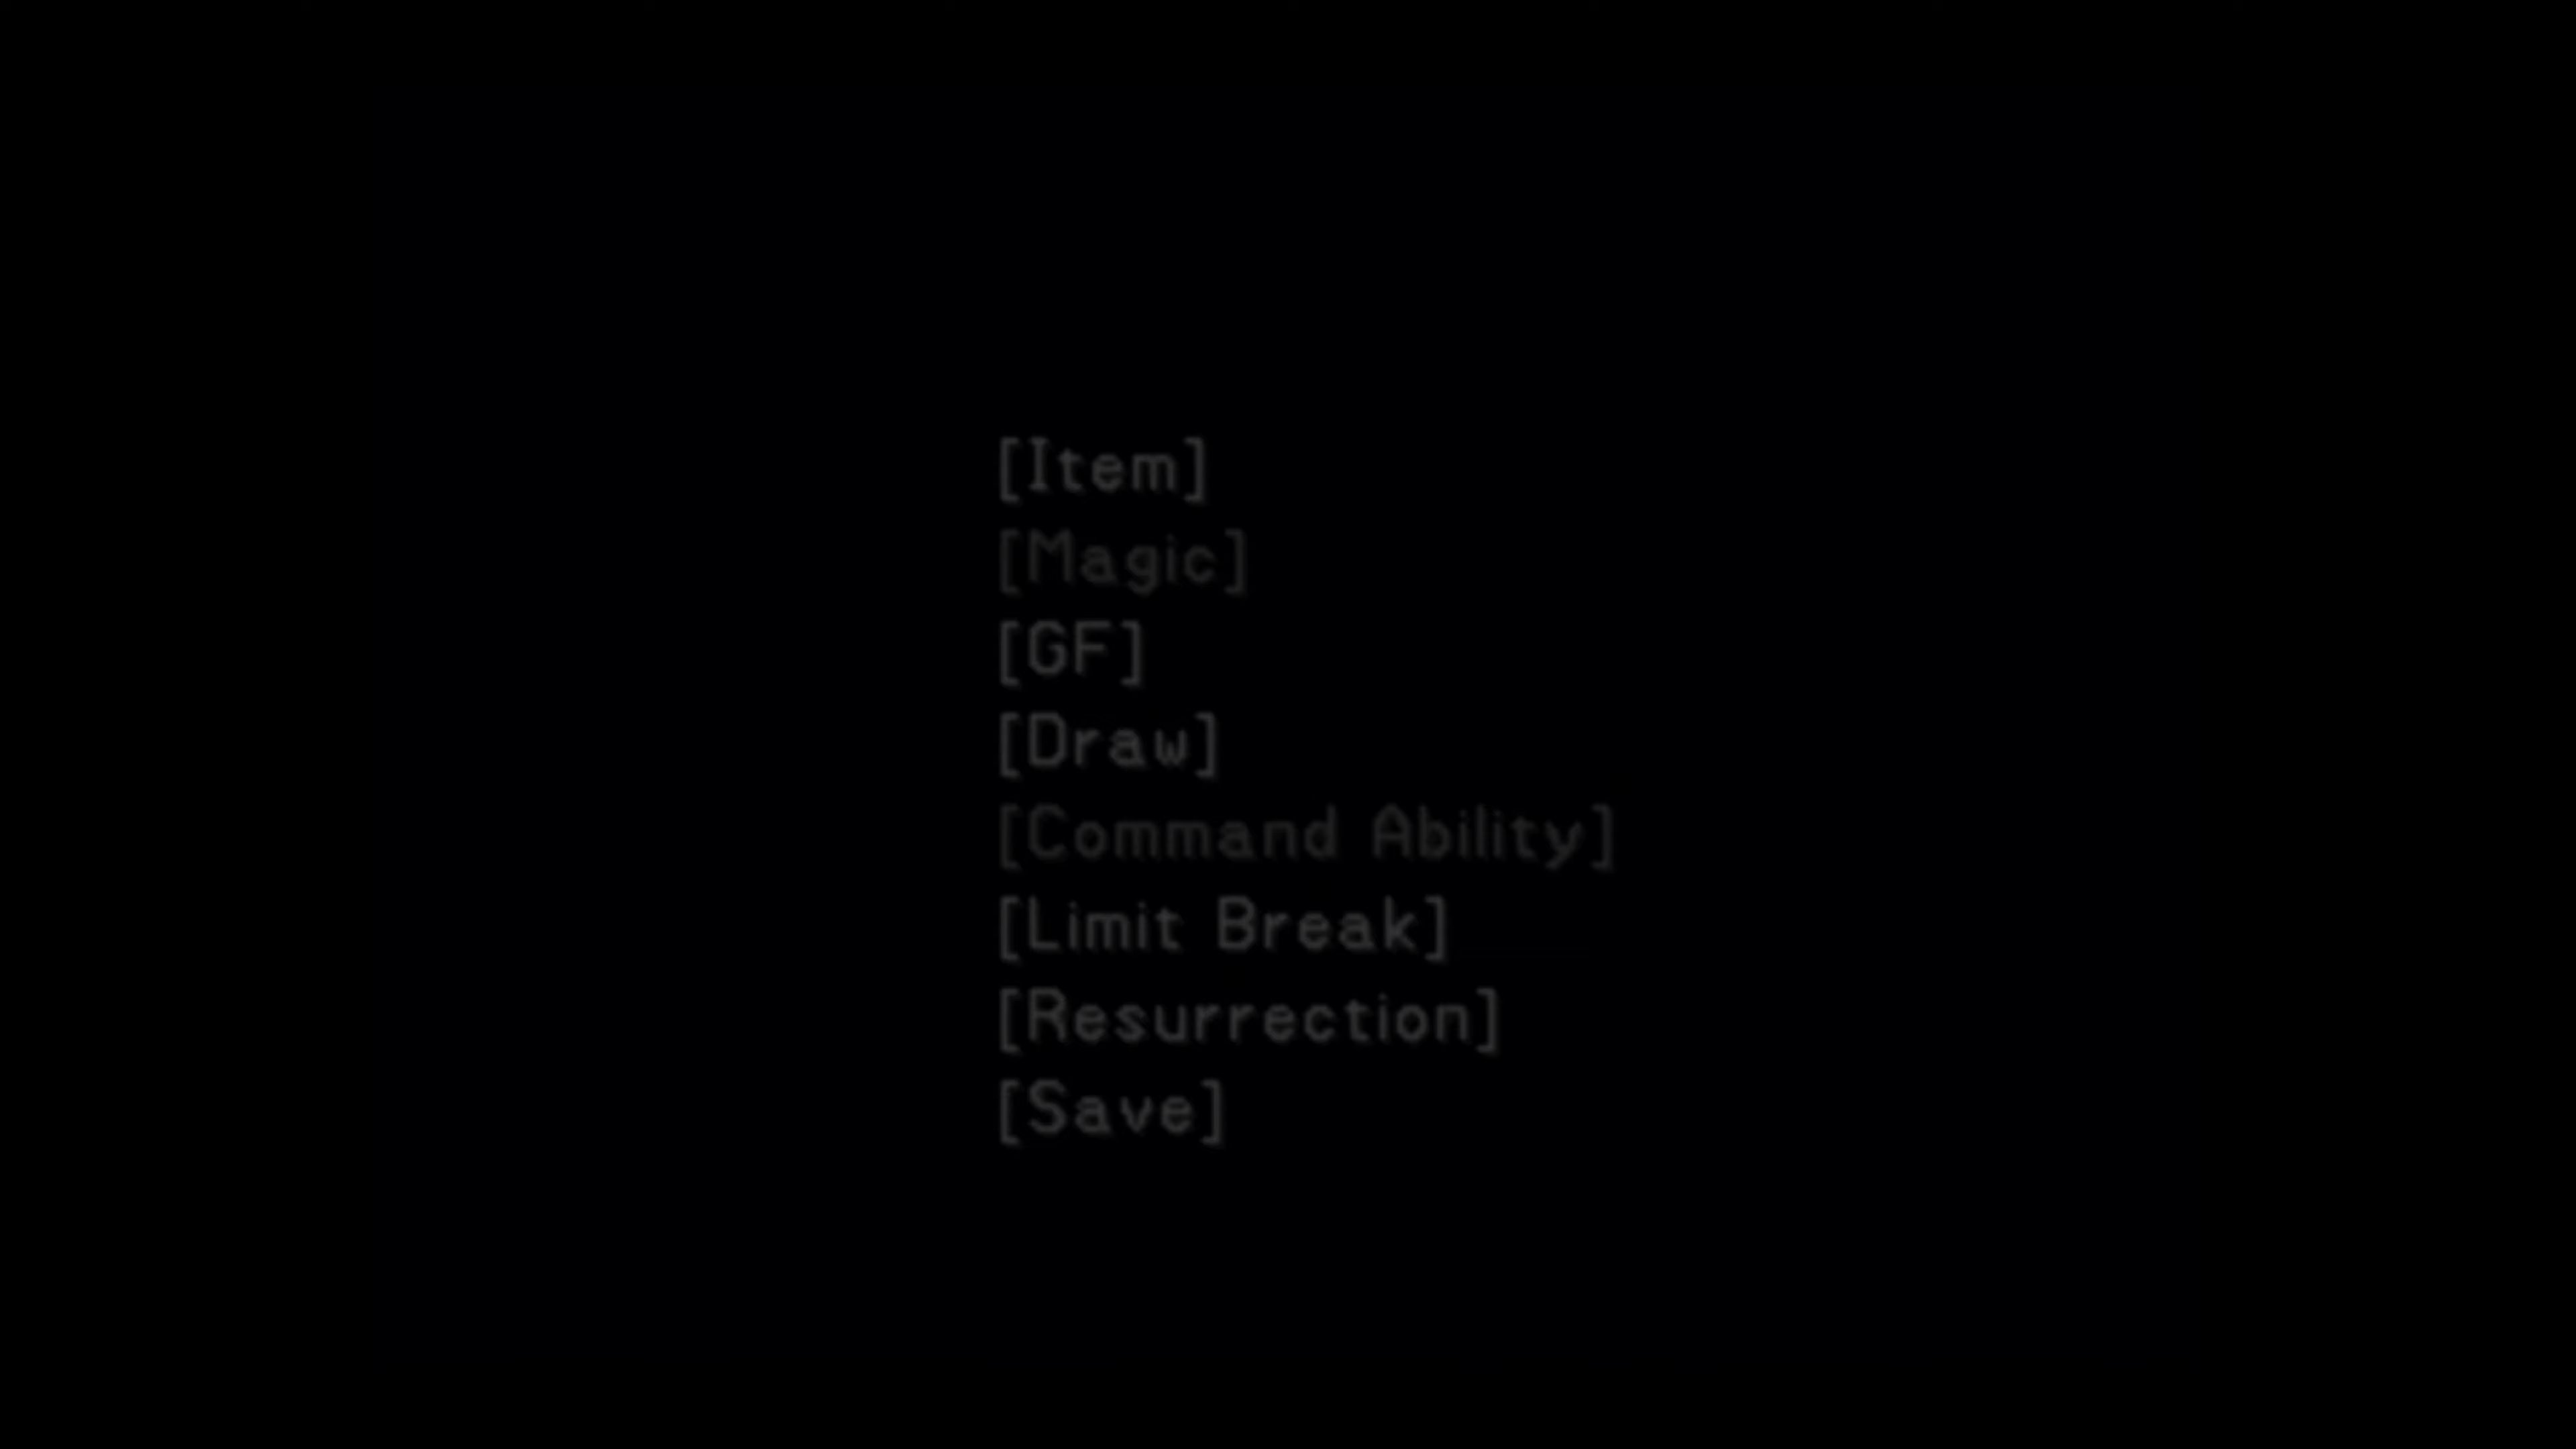 [Item]
[Magic]
[GF]
[Draw]
[Command Ability]
[Limit Break]
[Resurrection]
[Save]